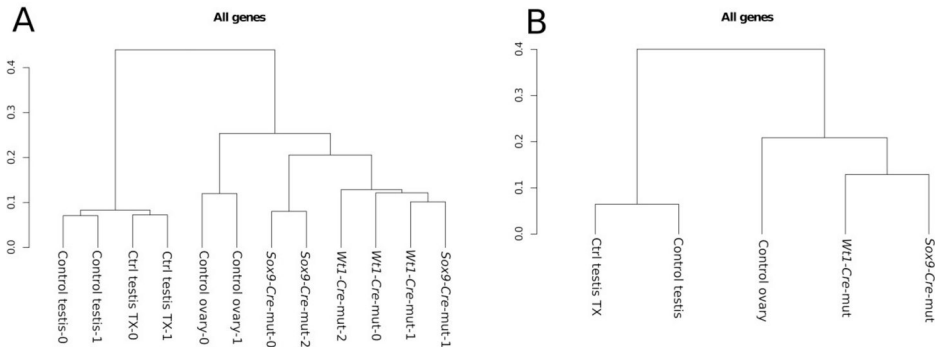 A
All genes
0.4
0.3
0.2
0.1
0.0
Control testis-0
Control testis-1
Ctrl testis TX-0
Ctrl testis TX-1
Control ovary-0
Control ovary-1
Sox9-Cre-mut-0
Sox9-Cre-mut-2
Wt1-Cre-mut-2
Wt1-Cre-mut-0
Wt1-Cre-mut-1
Sox9-Cre-mut-1
B
All genes
0.4
0.3
0.2
0.1
0.0
Ctrl testis TX
Control testis
Control ovary
Wt1-Cre-mut
Sox9-Cre-mut